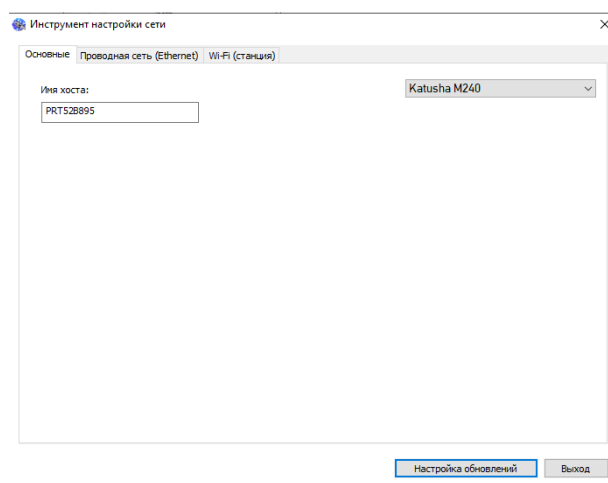 Инструмент настройки сети
Основные Проводная сеть (Ethernet) Wi-Fi (станция)
Имя хоста:
Katusha M240
PRT52B895
Настройка обновлений Выход